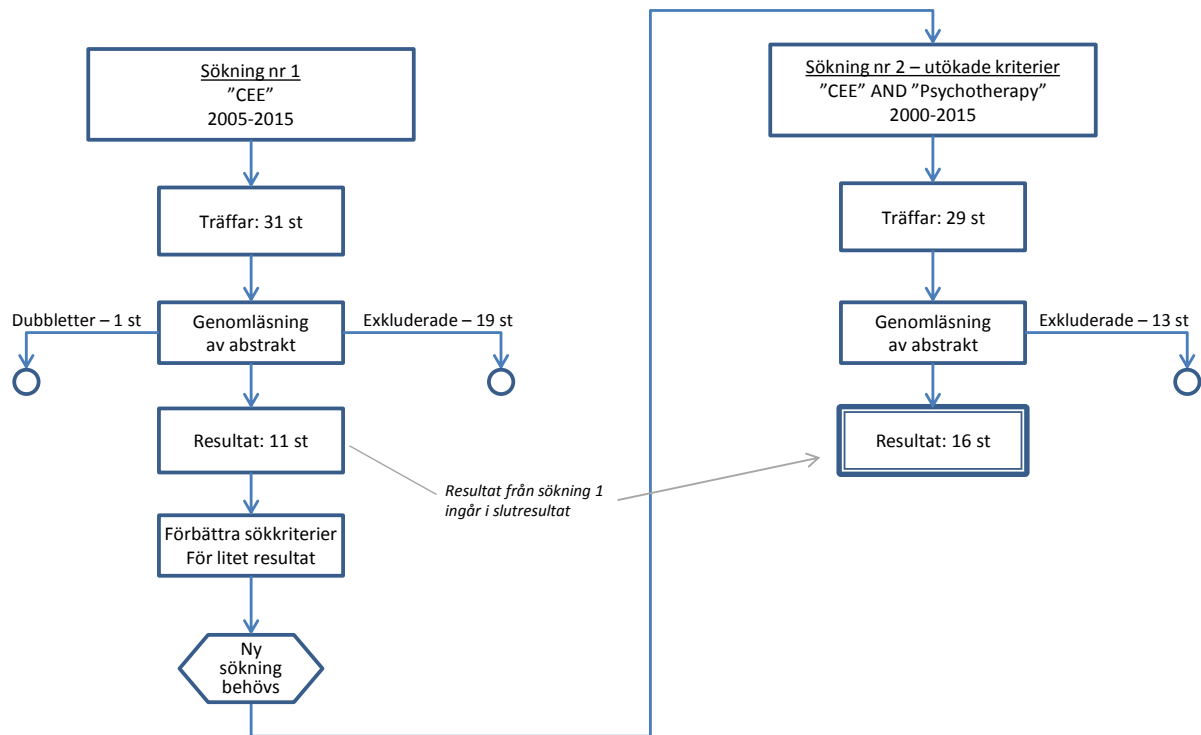 Sökning nr 1
”CEE”
2005-2015
Träffar: 31 st
Dubbletter – 1 st
Genomläsning
av abstrakt
Exkluderade – 19 st
Resultat: 11 st
Resultat från sökning 1
ingår i slutresultat
Förbättra sökkriterier
För litet resultat
Ny
sökning
behövs
Sökning nr 2 – utökade kriterier
”CEE” AND ”Psychotherapy”
2000-2015
Träffar: 29 st
Genomläsning
av abstrakt
Exkluderade – 13 st
Resultat: 16 st